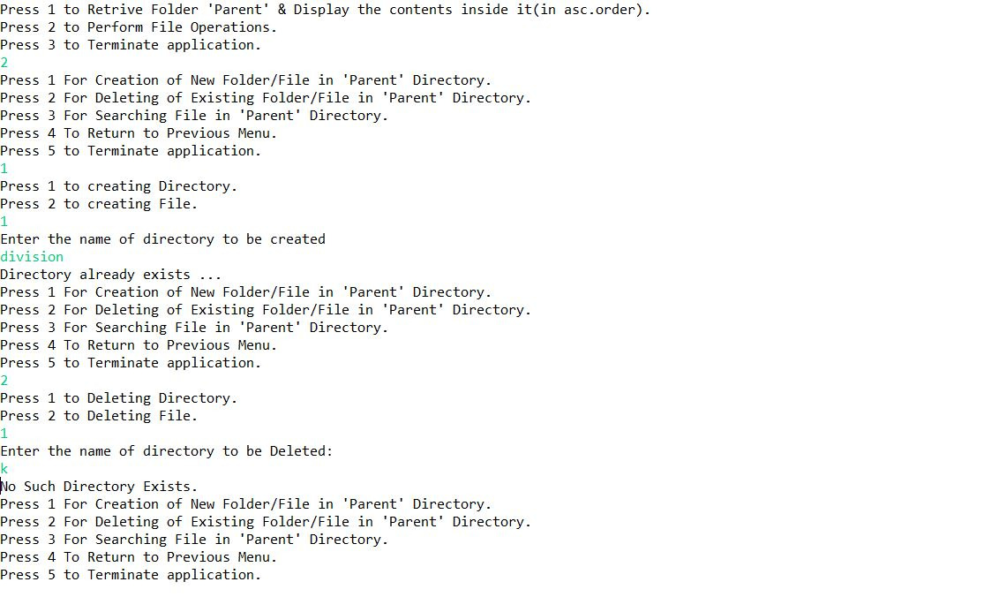 Press 1 to Retrive Folder 'Parent' & Display the contents inside it(in asc.order).
Press 2 to Perform File Operations.
Press 3 to Terminate application.
2
Press 1 For Creation of New Folder/File in 'Parent' Directory.
Press 2 For Deleting of Existing Folder/File in 'Parent' Directory.
Press 3 For Searching File in 'Parent' Directory.
Press 4 To Return to Previous Menu.
Press 5 to Terminate application.
1
Press 1 to creating Directory.
Press 2 to creating File.
1
Enter the name of directory to be created
division
Directory already exists ...
Press 1 For Creation of New Folder/File in 'Parent' Directory.
Press 2 For Deleting of Existing Folder/File in 'Parent' Directory.
Press 3 For Searching File in 'Parent' Directory.
Press 4 To Return to Previous Menu.
Press 5 to Terminate application.
2
Press 1 to Deleting Directory.
Press 2 to Deleting File.
1
Enter the name of directory to be Deleted:
k
No Such Directory Exists.
Press 1 For Creation of New Folder/File in 'Parent' Directory.
Press 2 For Deleting of Existing Folder/File in 'Parent' Directory.
Press 3 For Searching File in 'Parent' Directory.
Press 4 To Return to Previous Menu.
Press 5 to Terminate application.